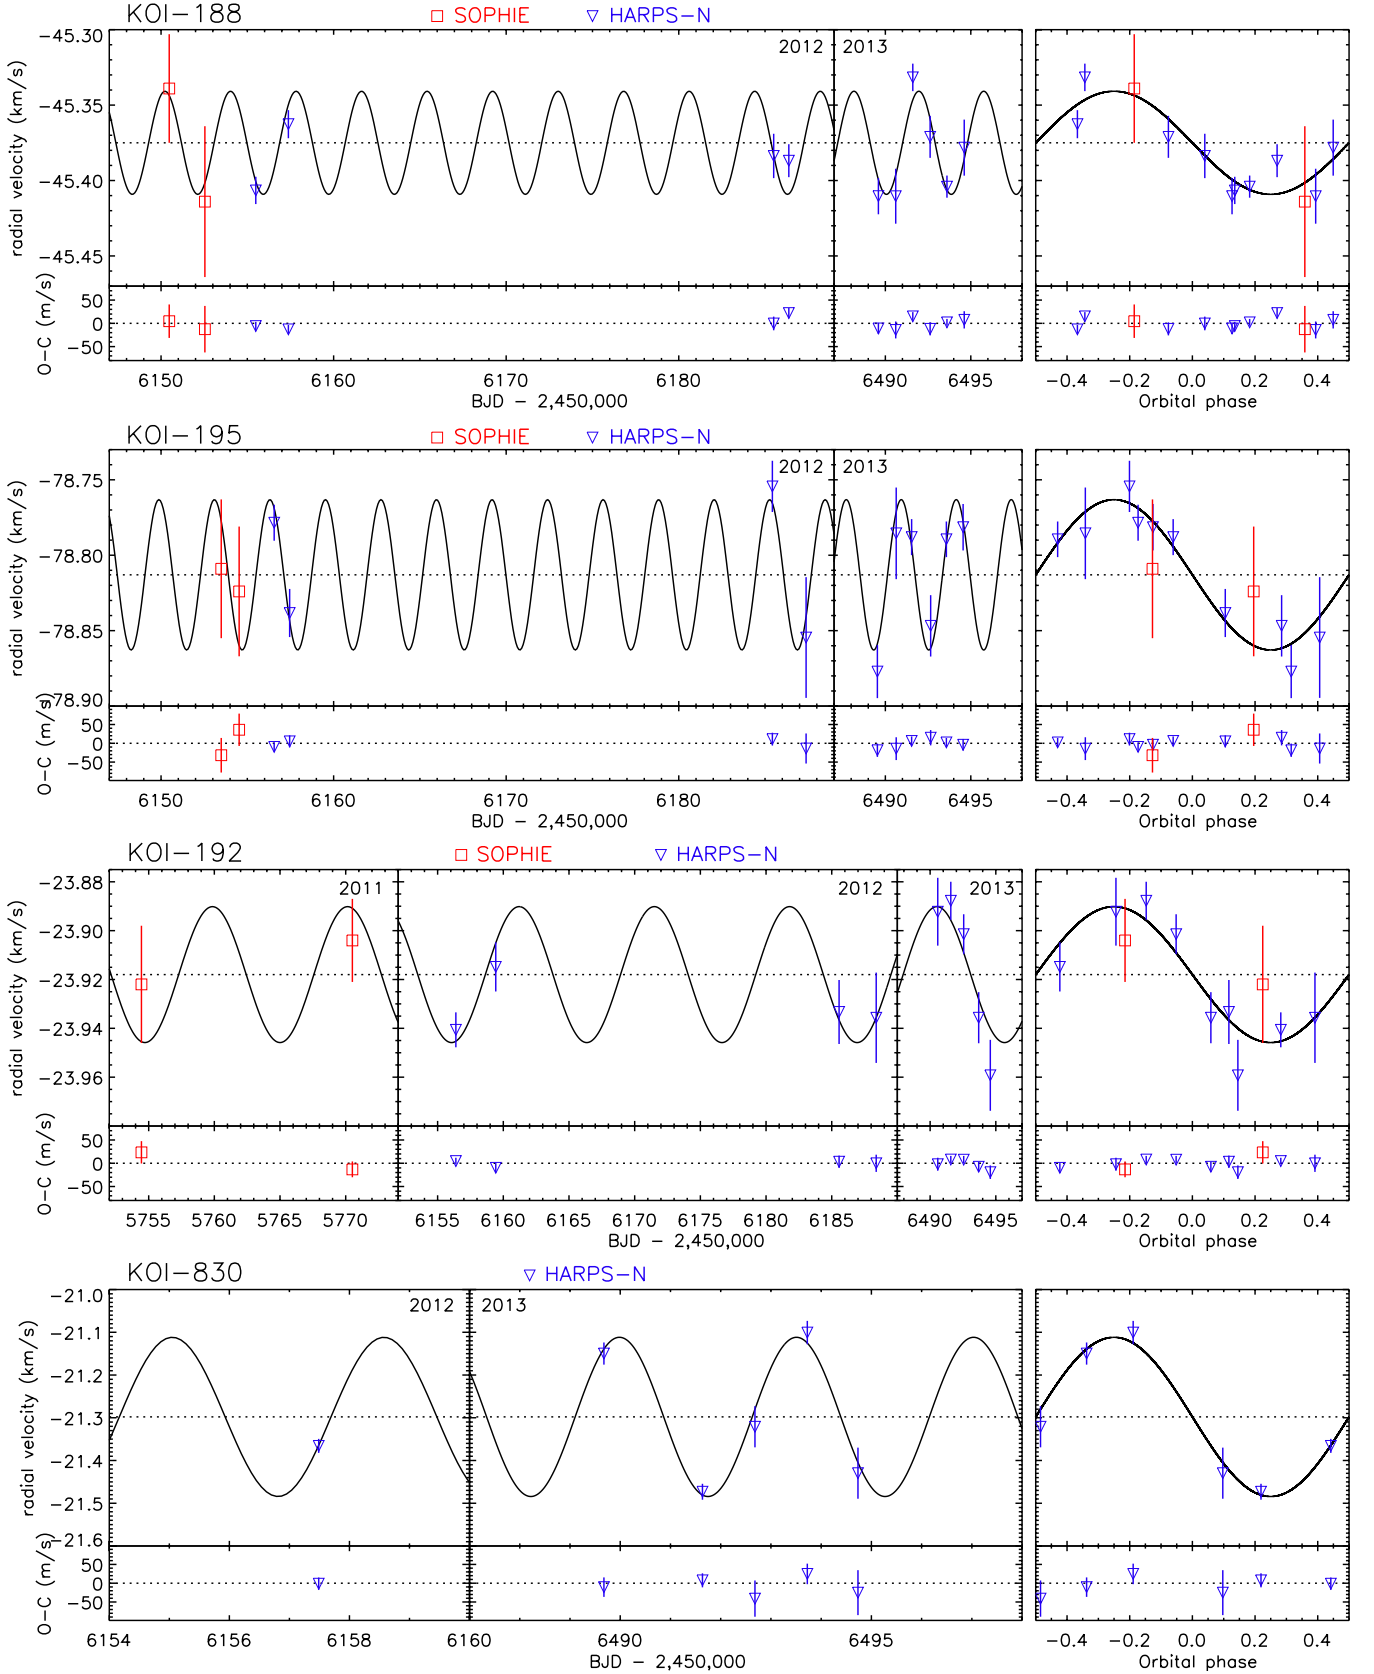 KOI−188 □ SOPHIE ▽ HARPS−N
radial velocity (km/s)
−45.30
−45.35
−45.40
−45.45
2012
2013
O−C (m/s)
50
0
−50
6150 6160 6170 6180 6490 6495
BJD − 2,450,000
−0.4 −0.2 0.0 0.2 0.4
Orbital phase
KOI−195 □ SOPHIE ▽ HARPS−N
radial velocity (km/s)
−78.75
−78.80
−78.85
−78.90
2012
2013
O−C (m/s)
50
0
−50
6150 6160 6170 6180 6490 6495
BJD − 2,450,000
−0.4 −0.2 0.0 0.2 0.4
Orbital phase
KOI−192 □ SOPHIE ▽ HARPS−N
radial velocity (km/s)
−23.88
−23.90
−23.92
−23.94
−23.96
2011
2012
2013
O−C (m/s)
50
0
−50
5755 5760 5765 5770 6155 6160 6165 6170 6175 6180 6185 6490 6495
BJD − 2,450,000
−0.4 −0.2 0.0 0.2 0.4
Orbital phase
KOI−830 ▽ HARPS−N
radial velocity (km/s)
−21.0
−21.1
−21.2
−21.3
−21.4
−21.5
−21.6
2012
2013
O−C (m/s)
50
0
−50
6154 6156 6158 6160 6490 6495
BJD − 2,450,000
−0.4 −0.2 0.0 0.2 0.4
Orbital phase